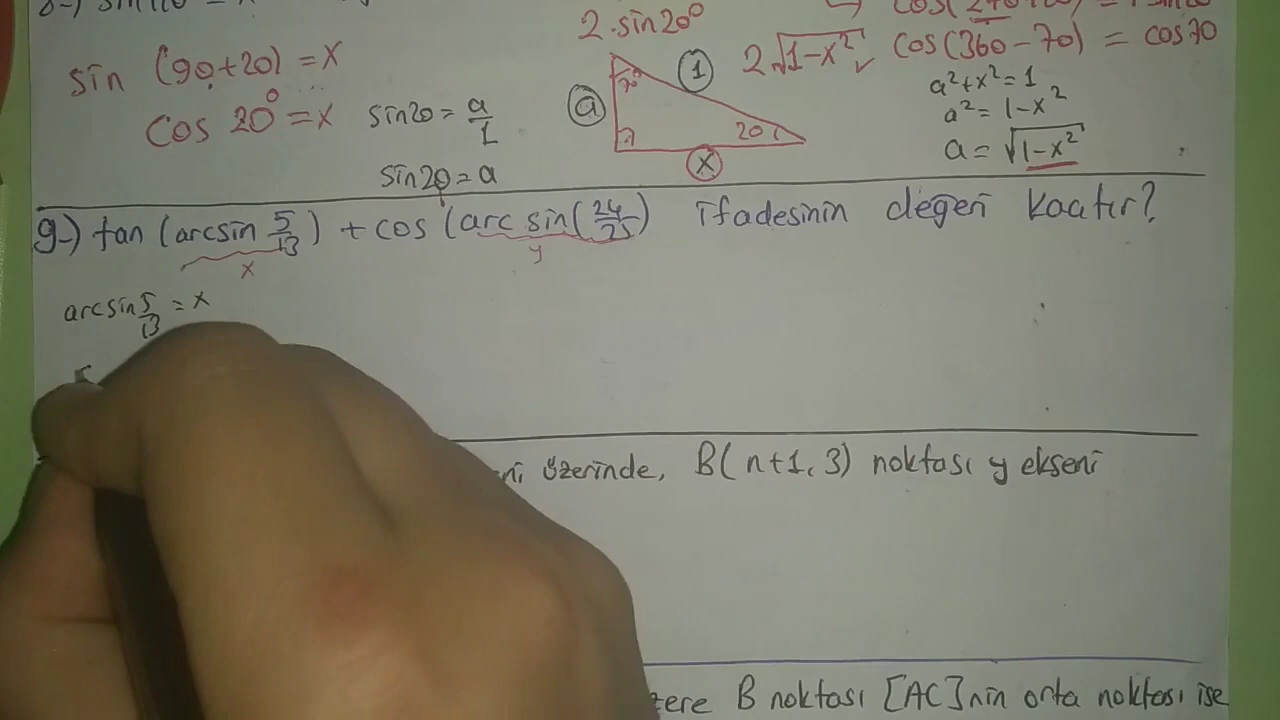 2.sin20°
sin (90+20) = x
cos 20° = x
sin20 = a/1
sin20 = a
a
70°
1
20
x
2√1-x²
cos(360-70) = cos70
a²+x²=1
a²=1-x²
a=√1-x²
9-) tan (arcsin 5/13) + cos (arc sin(24/25) ifadesinin değeri kaçtır?
x
y
arcsin 5/13 = x
üzerinde, B(n+1,3) noktası y ekseni
B noktası [AC]nin orta noktası ise